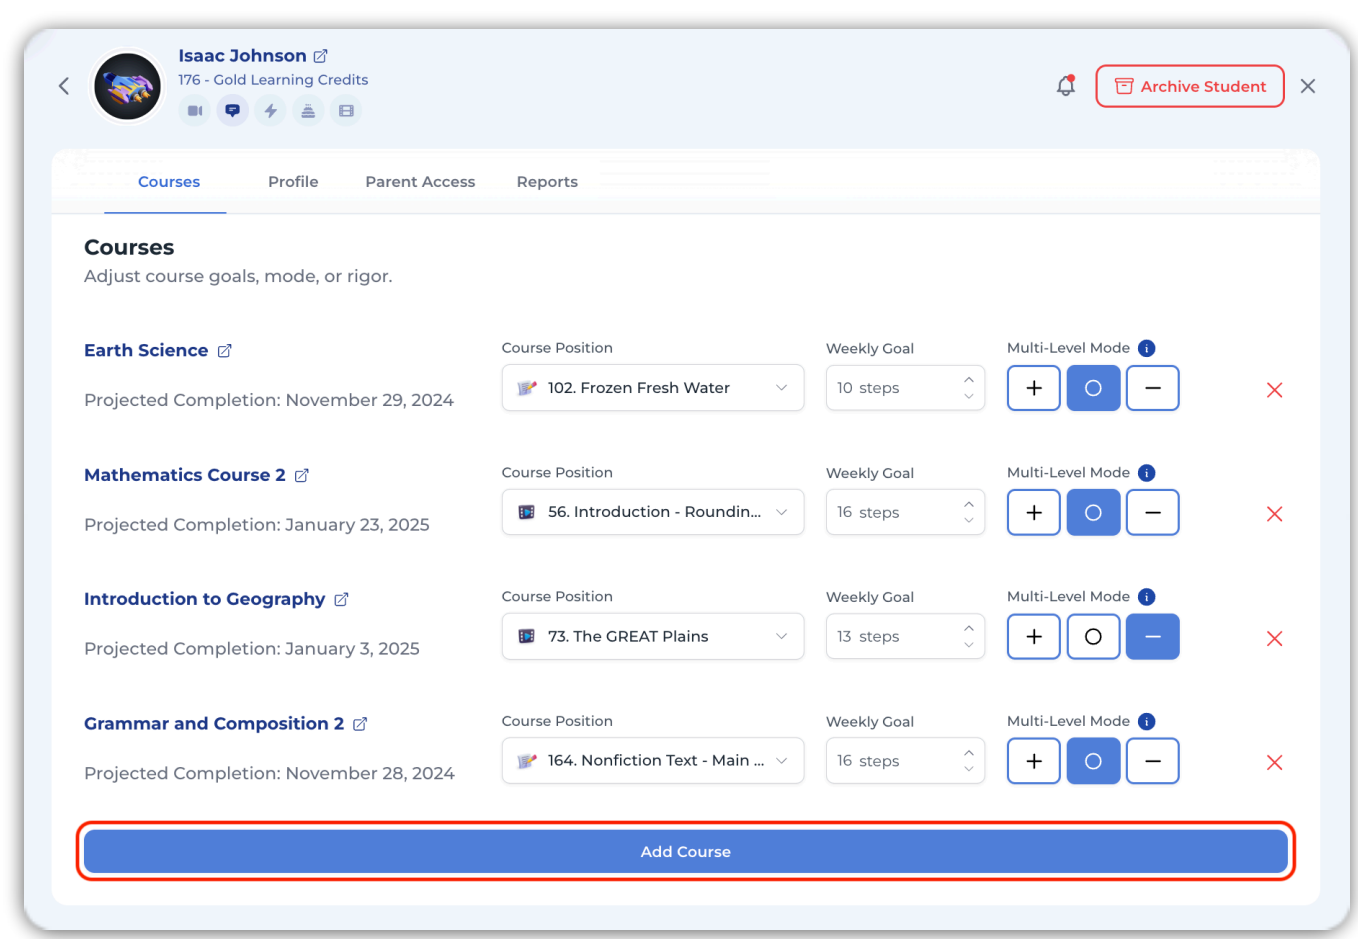 Isaac Johnson
176 - Gold Learning Credits
Archive Student
Courses
Profile
Parent Access
Reports
Courses
Adjust course goals, mode, or rigor.
Earth Science
Projected Completion: November 29, 2024
Course Position
102. Frozen Fresh Water
Weekly Goal
10 steps
Multi-Level Mode
Mathematics Course 2
Projected Completion: January 23, 2025
Course Position
56. Introduction - Roundin...
Weekly Goal
16 steps
Multi-Level Mode
Introduction to Geography
Projected Completion: January 3, 2025
Course Position
73. The GREAT Plains
Weekly Goal
13 steps
Multi-Level Mode
Grammar and Composition 2
Projected Completion: November 28, 2024
Course Position
164. Nonfiction Text - Main ...
Weekly Goal
16 steps
Multi-Level Mode
Add Course